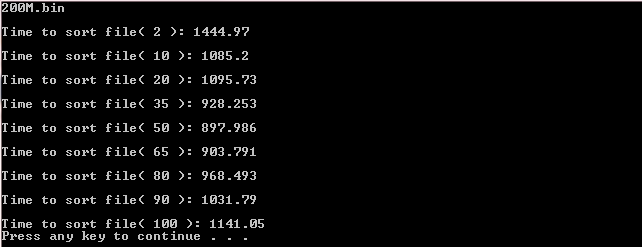 200M.bin
Time to sort file( 2 ): 1444.97
Time to sort file( 10 ): 1085.2
Time to sort file( 20 ): 1095.73
Time to sort file( 35 ): 928.253
Time to sort file( 50 ): 897.986
Time to sort file( 65 ): 903.791
Time to sort file( 80 ): 968.493
Time to sort file( 90 ): 1031.79
Time to sort file( 100 ): 1141.05
Press any key to continue . . .